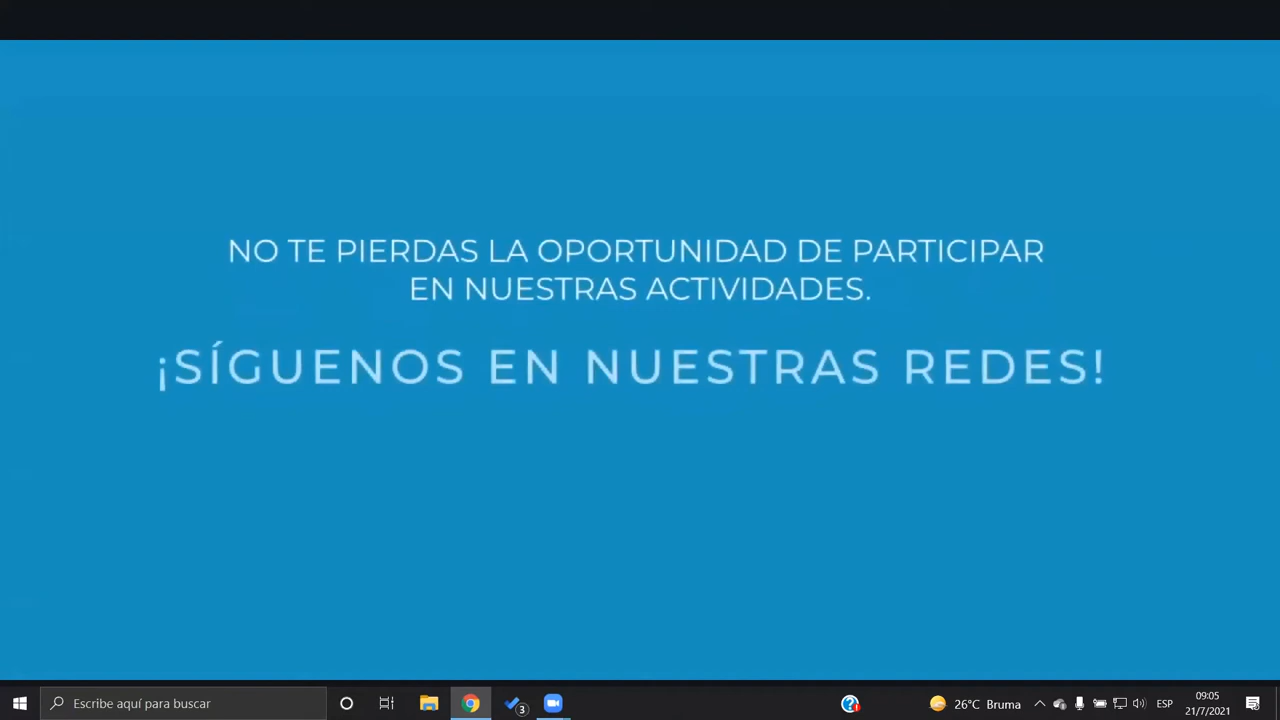 NO TE PIERDAS LA OPORTUNIDAD DE PARTICIPAR
EN NUESTRAS ACTIVIDADES.
¡SÍGUENOS EN NUESTRAS REDES!
Escribe aquí para buscar
3
26°C Bruma
ESP
09:05
21/7/2021